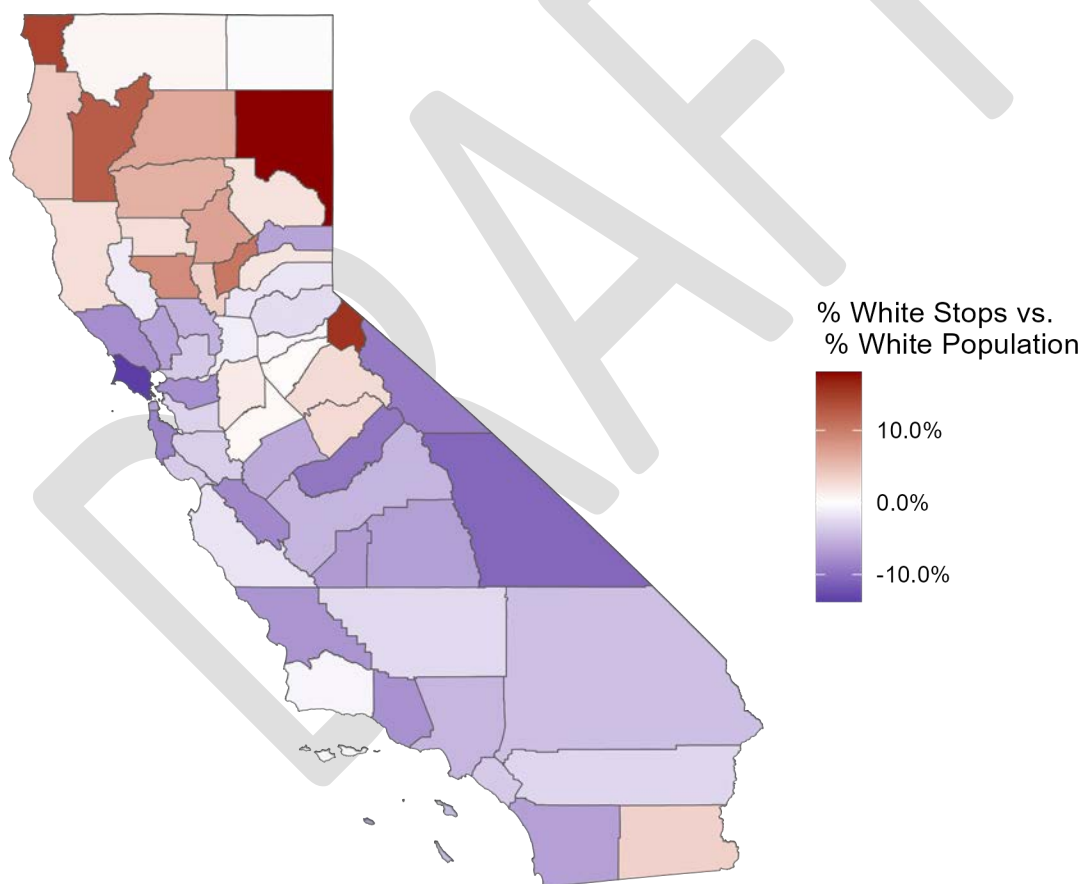 DRAFT
% White Stops vs.
% White Population
10.0%
0.0%
-10.0%